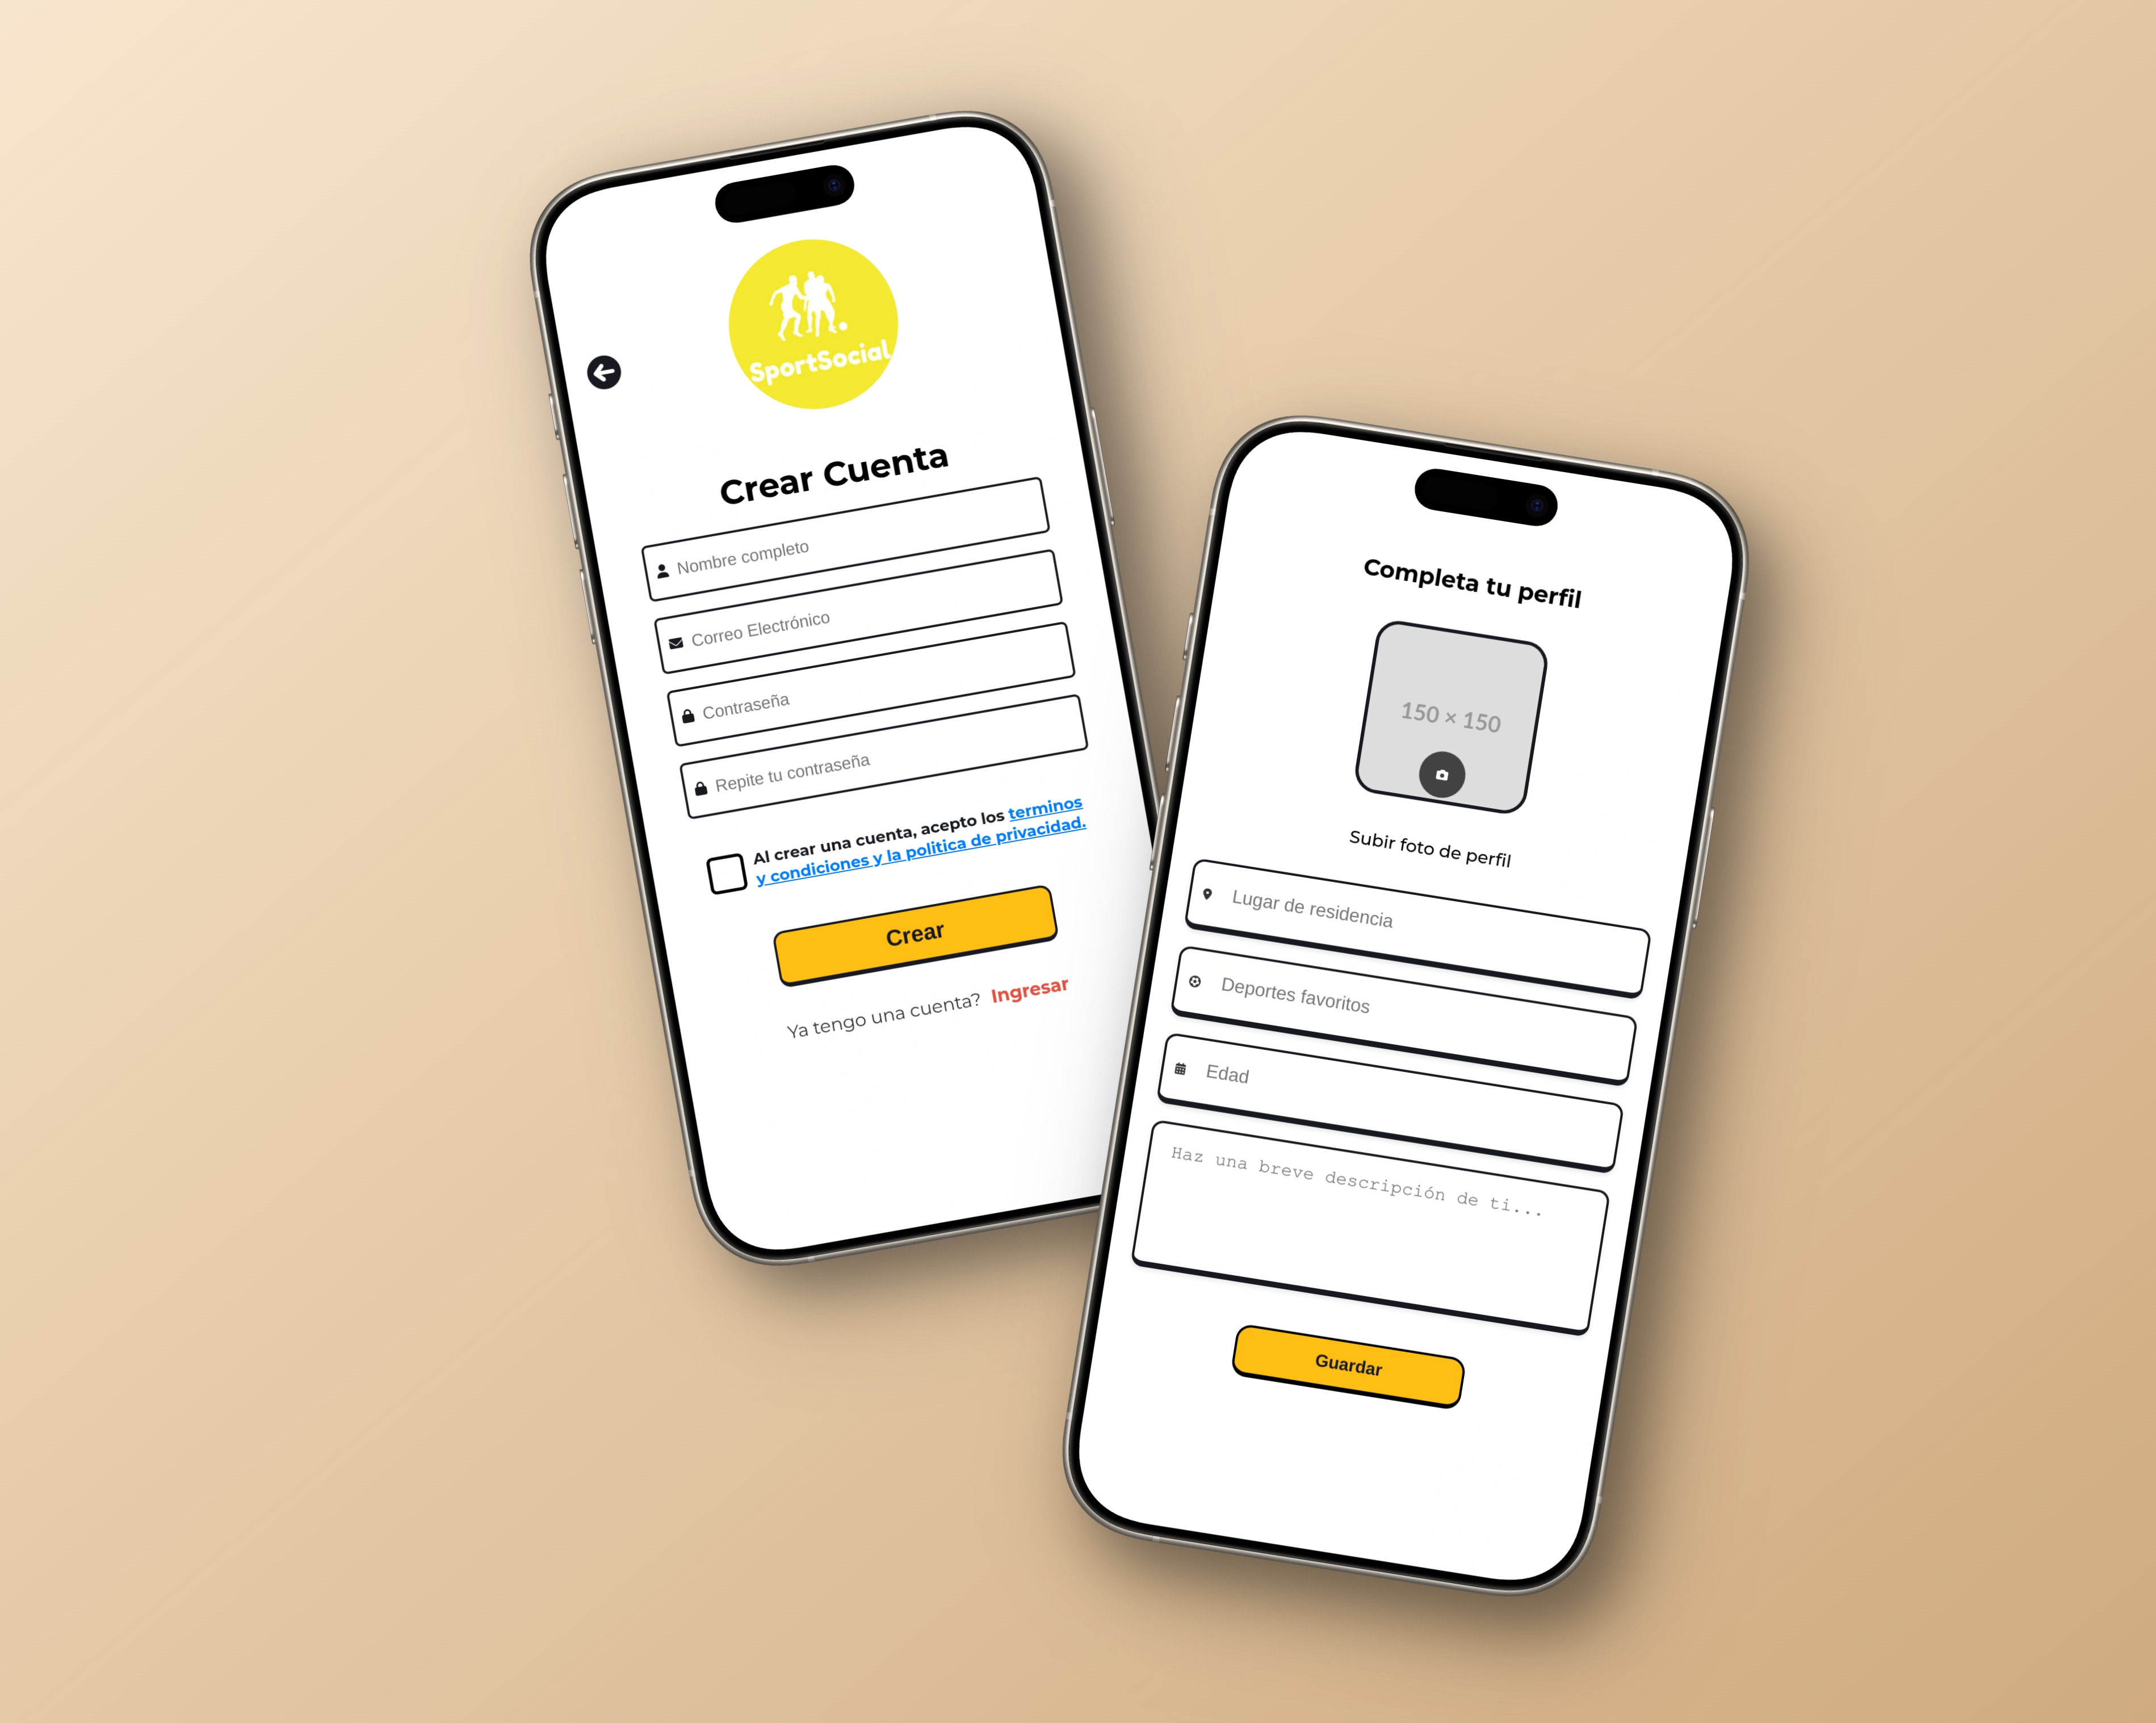 SportSocial
Crear Cuenta
Nombre completo
Correo Electrónico
Contraseña
Repite tu contraseña
Al crear una cuenta, acepto los terminos
y condiciones y la politica de privacidad.
Crear
Ya tengo una cuenta? Ingresar
Completa tu perfil
150 × 150
Subir foto de perfil
Lugar de residencia
Deportes favoritos
Edad
Haz una breve descripción de ti...
Guardar